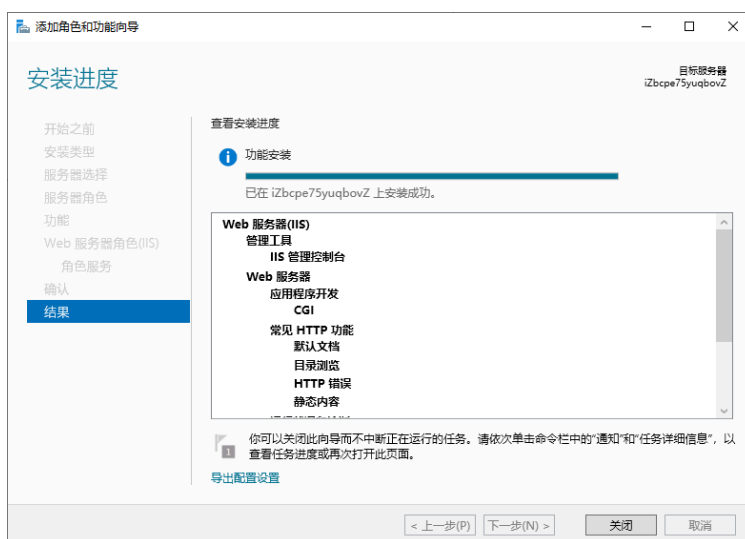 添加角色和功能向导
安装进度
目标服务器
iZbcpe75yuqbovZ
开始之前
安装类型
服务器选择
服务器角色
功能
Web 服务器角色(IIS)
角色服务
确认
结果
查看安装进度
功能安装
已在 iZbcpe75yuqbovZ 上安装成功。
Web 服务器(IIS)
管理工具
IIS 管理控制台
Web 服务器
应用程序开发
CGI
常见 HTTP 功能
默认文档
目录浏览
HTTP 错误
静态内容
1
你可以关闭此向导而不中断正在运行的任务。请依次单击命令栏中的“通知”和“任务详细信息”，以
查看任务进度或再次打开此页面。
导出配置设置
< 上一步(P)
下一步(N) >
关闭
取消